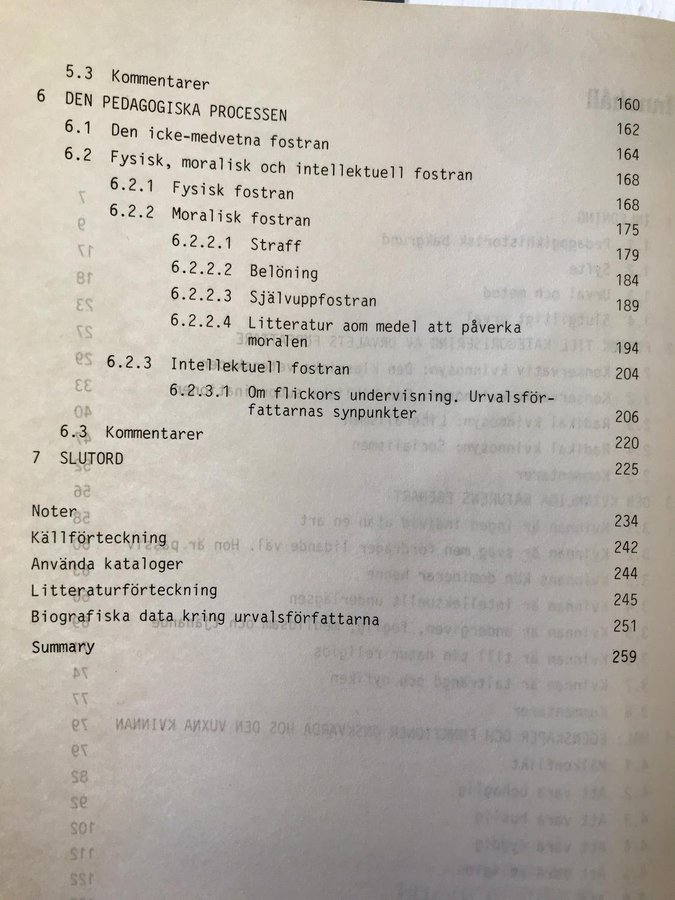 5.3 Kommentarer 160
6 DEN PEDAGOGISKA PROCESSEN 162
6.1 Den icke-medvetna fostran 164
6.2 Fysisk, moralisk och intellektuell fostran 168
6.2.1 Fysisk fostran 168
6.2.2 Moralisk fostran 175
6.2.2.1 Straff 179
6.2.2.2 Belöning 184
6.2.2.3 Självuppfostran 189
6.2.2.4 Litteratur aom medel att påverka
moralen 194
6.2.3 Intellektuell fostran 204
6.2.3.1 Om flickors undervisning. Urvalsför-
fattarnas synpunkter 206
6.3 Kommentarer 220
7 SLUTORD 225
Noter 234
Källförteckning 242
Använda kataloger 244
Litteraturförteckning 245
Biografiska data kring urvalsförfattarna 251
Summary 259